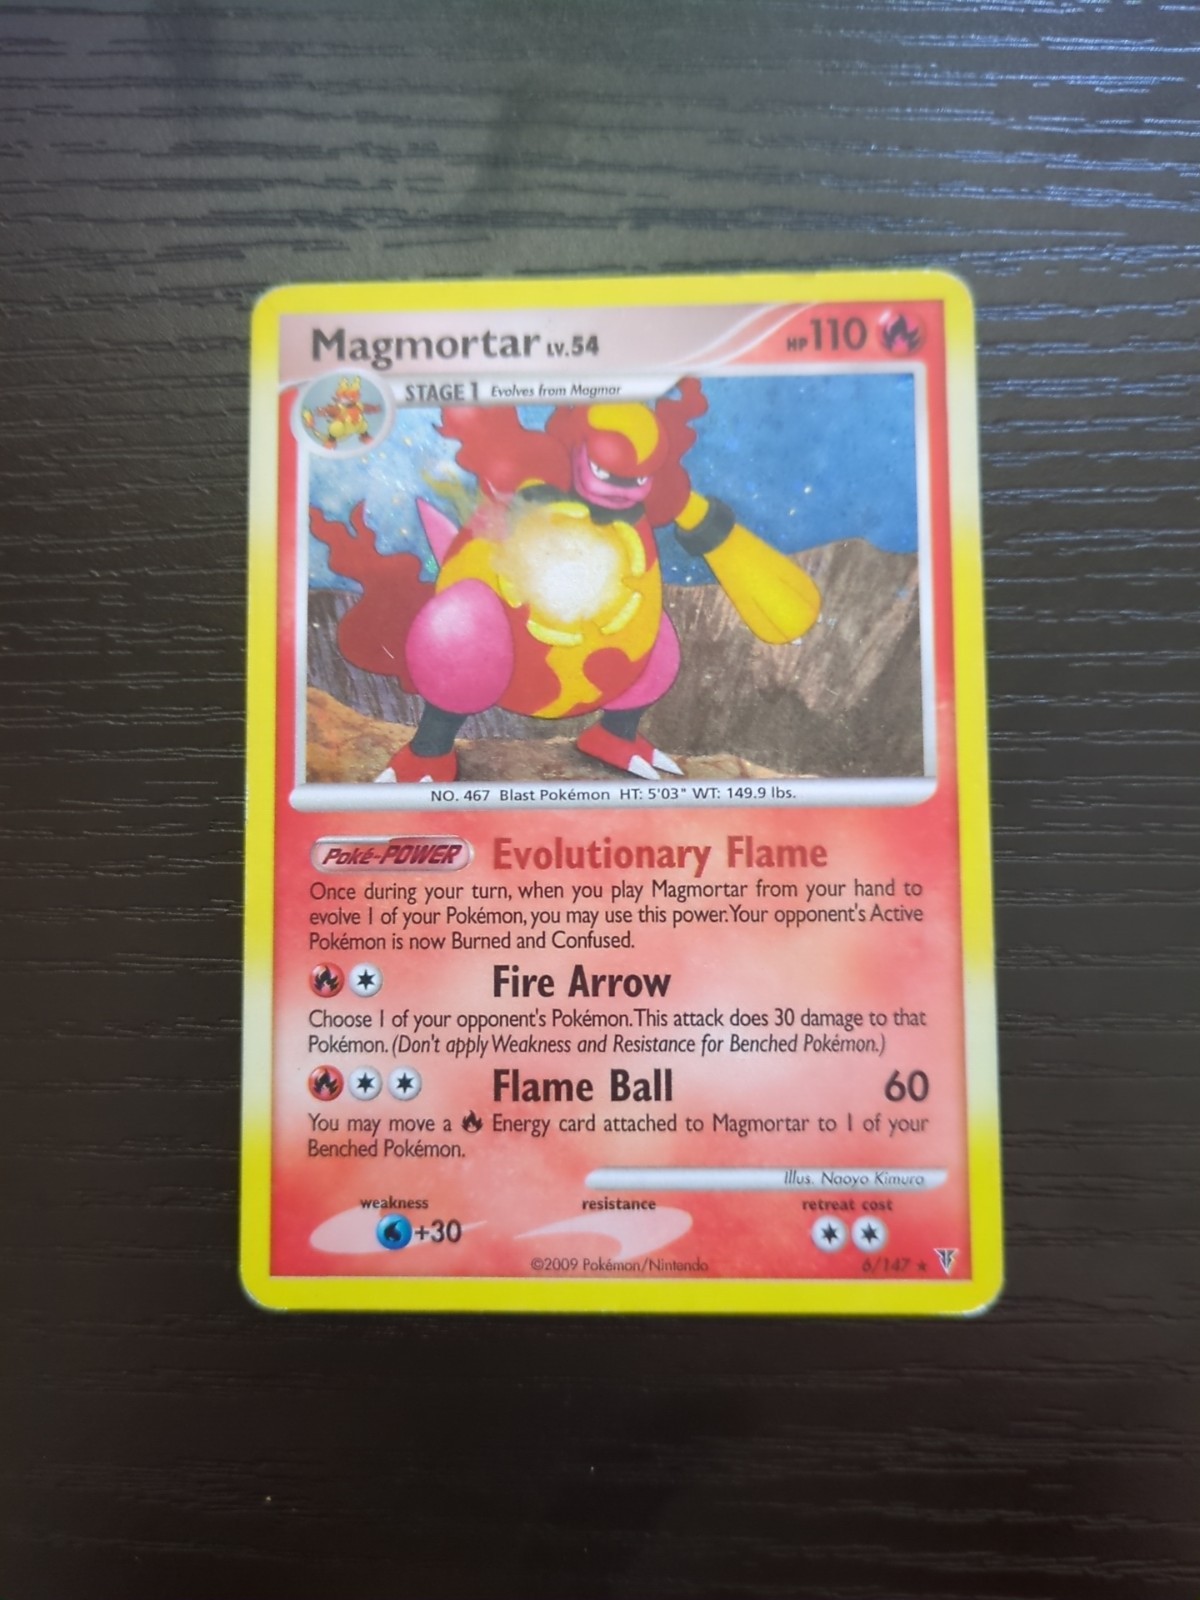 Magmortar LV.54 HP 110
STAGE 1 Evolves from Magmar
NO. 467 Blast Pokémon HT: 5'03" WT: 149.9 lbs.
Poké-POWER Evolutionary Flame
Once during your turn, when you play Magmortar from your hand to
evolve 1 of your Pokémon, you may use this power. Your opponent's Active
Pokémon is now Burned and Confused.
Fire Arrow
Choose 1 of your opponent's Pokémon. This attack does 30 damage to that
Pokémon. (Don't apply Weakness and Resistance for Benched Pokémon.)
Flame Ball 60
You may move a Energy card attached to Magmortar to 1 of your
Benched Pokémon.
Illus. Naoyo Kimura
weakness resistance retreat cost
+30
©2009 Pokémon/Nintendo 6/147 ★